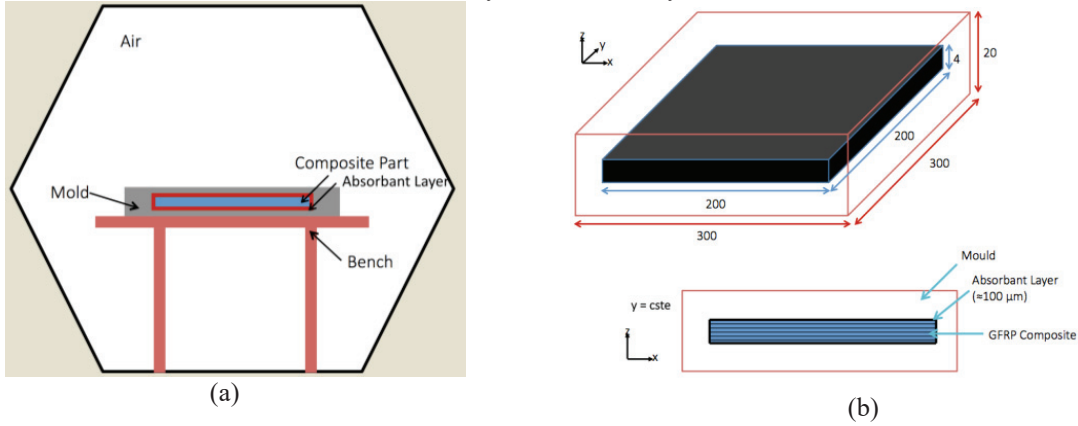 Air
Composite Part
Absorbant Layer
Mold
Bench
(a)
z
y
x
4
20
200
300
200
300
Mould
Absorbant Layer
(≈100 µm)
y = cste
GFRP Composite
z
x
(b)